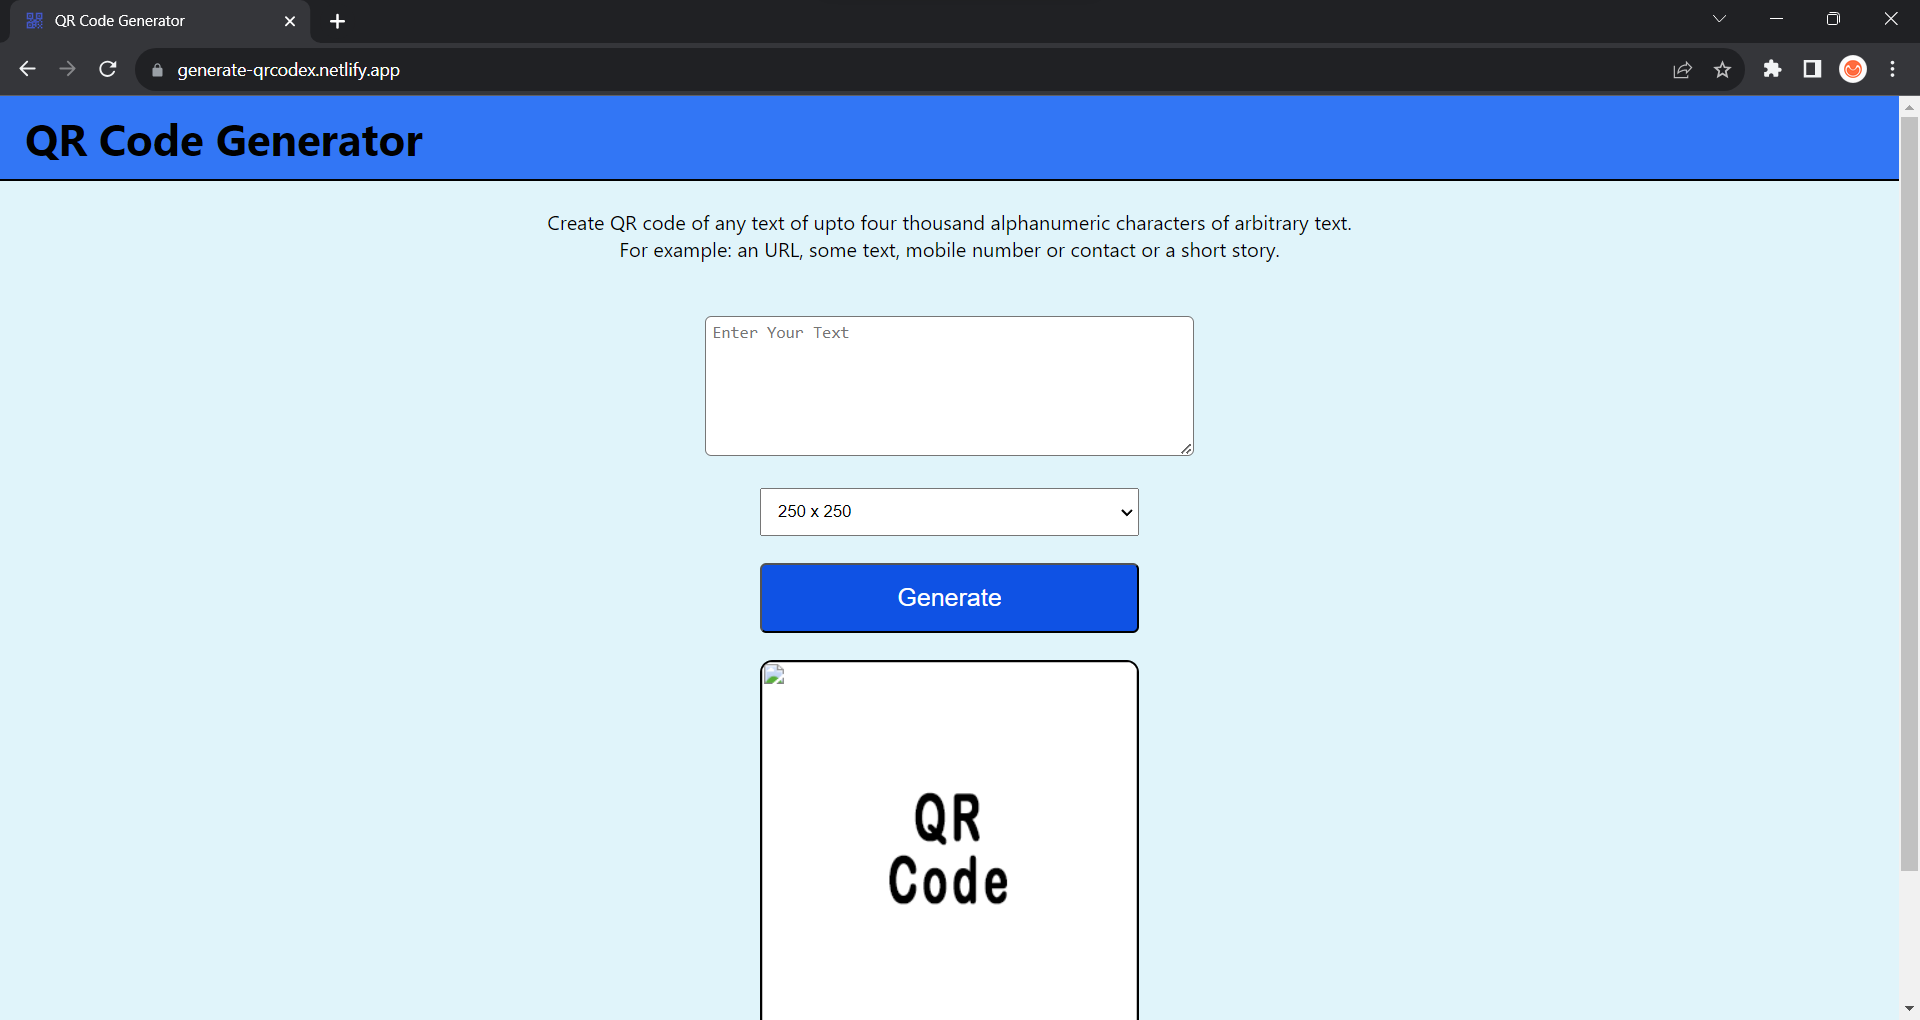 QR Code Generator
generate-qrcodex.netlify.app
QR Code Generator
Create QR code of any text of upto four thousand alphanumeric characters of arbitrary text.
For example: an URL, some text, mobile number or contact or a short story.
Enter Your Text
250 x 250
Generate
QR
Code